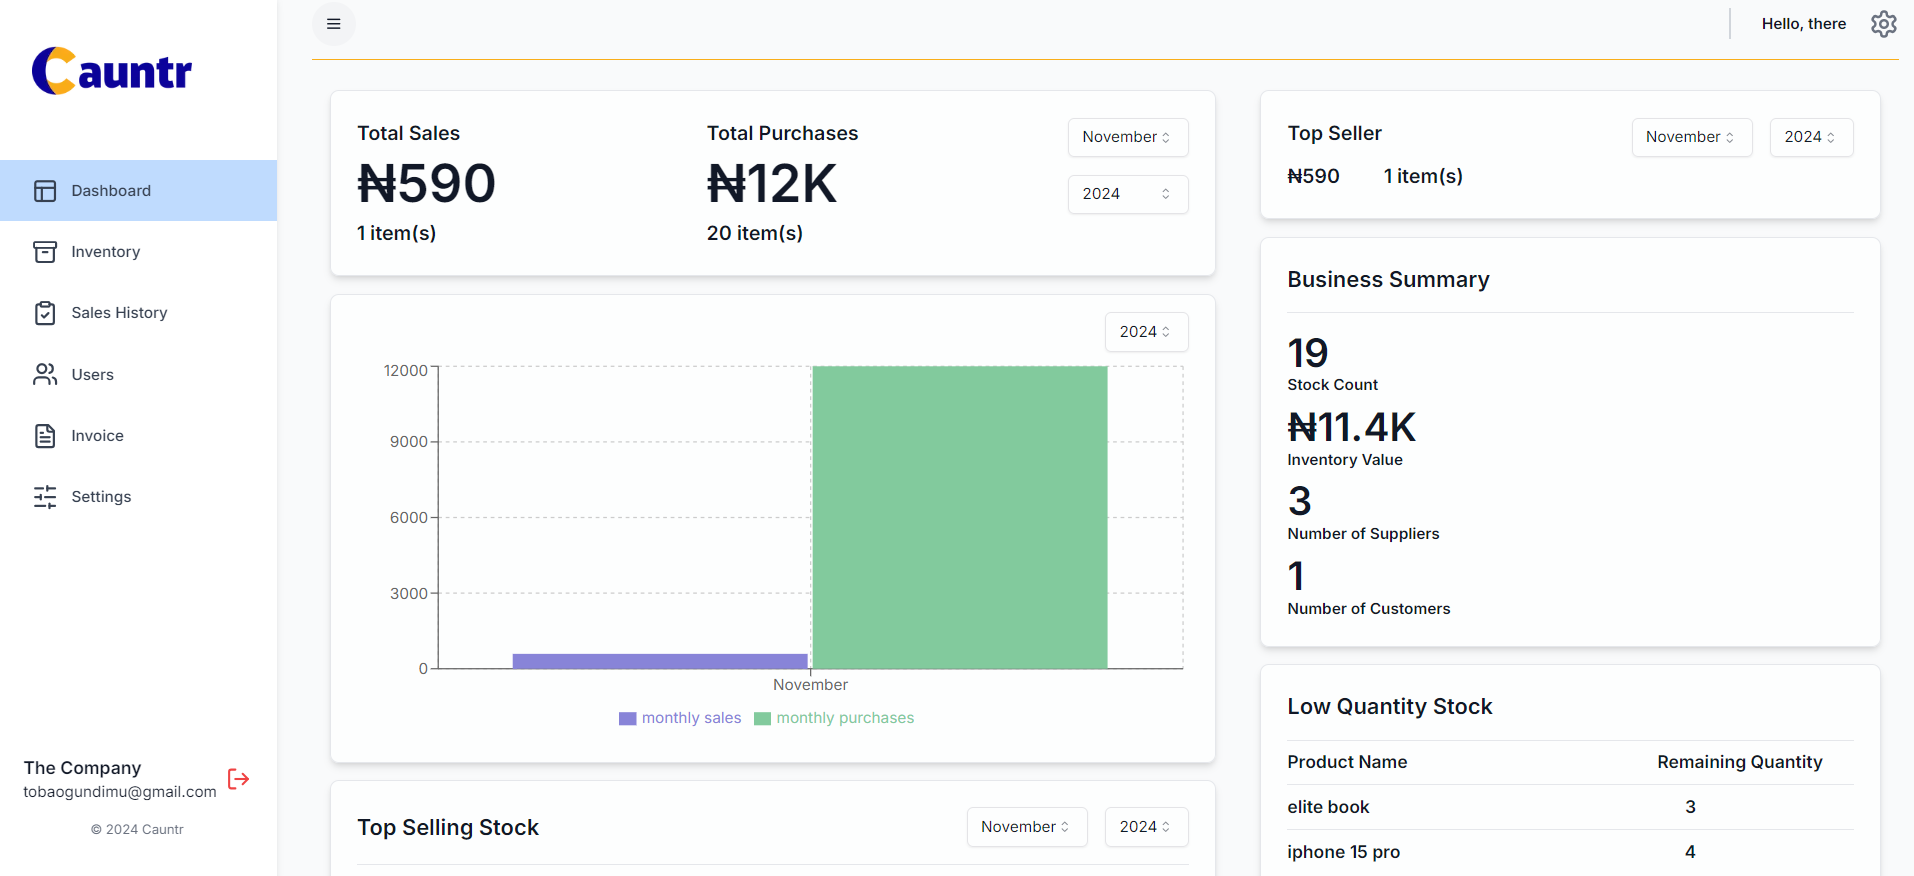 Cauntr
Dashboard
Inventory
Sales History
Users
Invoice
Settings
The Company
tobaogundimu@gmail.com
© 2024 Cauntr
Hello, there
Total Sales
₦590
1 item(s)
Total Purchases
₦12K
20 item(s)
November
2024
2024
12000
9000
6000
3000
0
November
monthly sales monthly purchases
Top Selling Stock
November 2024
Top Seller
November 2024
₦590 1 item(s)
Business Summary
19
Stock Count
₦11.4K
Inventory Value
3
Number of Suppliers
1
Number of Customers
Low Quantity Stock
Product Name Remaining Quantity
elite book 3
iphone 15 pro 4